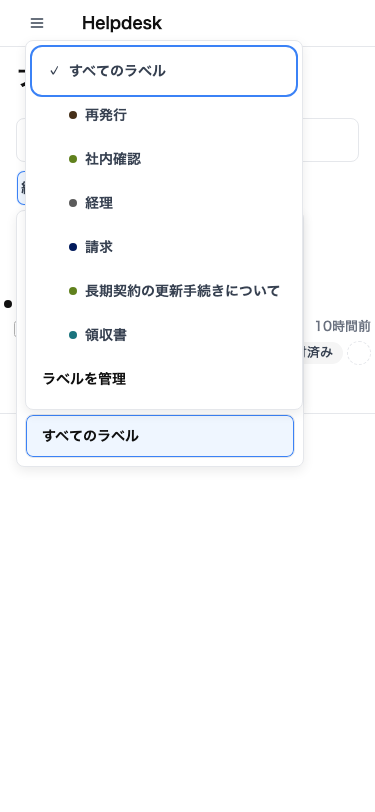 Helpdesk
✓ すべてのラベル
再発行
社内確認
経理
請求
長期契約の更新手続きについて
領収書
ラベルを管理
10時間前
済み
すべてのラベル